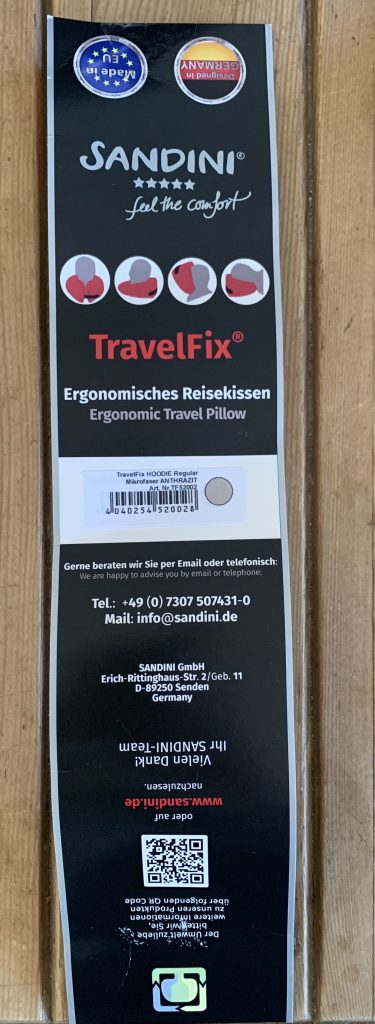 Made in
EU
Designed in
GERMANY
SANDINI®
feel the comfort
TravelFix®
Ergonomisches Reisekissen
Ergonomic Travel Pillow
TravelFix HOODIE Regular
Mikrofaser ANTHRAZIT
Art. Nr.TF52002
4 040254 520028
Gerne beraten wir Sie per Email oder telefonisch:
We are happy to advise you by email or telephone:
Tel.: +49 (0) 7307 507431-0
Mail: info@sandini.de
SANDINI GmbH
Erich-Rittinghaus-Str. 2/Geb. 11
D-89250 Senden
Germany
Der Umwelt zuliebe
bitten wir Sie,
weitere Informationen
zu unseren Produkten
über folgenden QR Code
oder auf
www.sandini.de
nachzulesen.
Vielen Dank!
Ihr SANDINI-Team